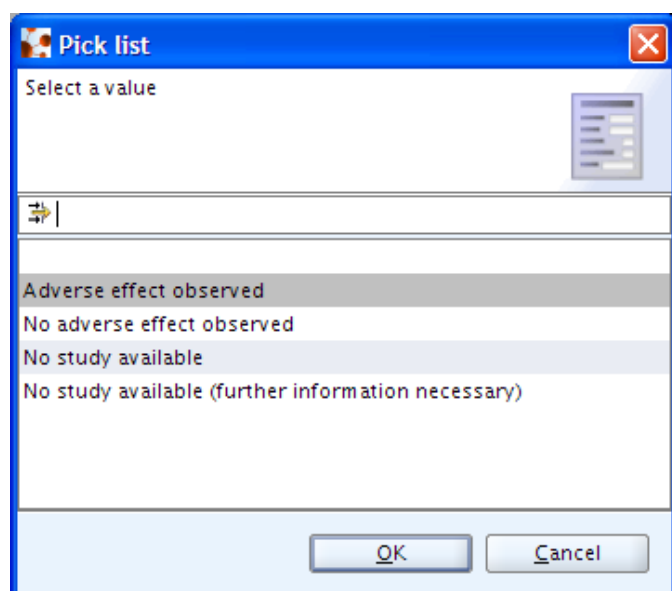 Pick list
Select a value
Adverse effect observed
No adverse effect observed
No study available
No study available (further information necessary)
OK
Cancel